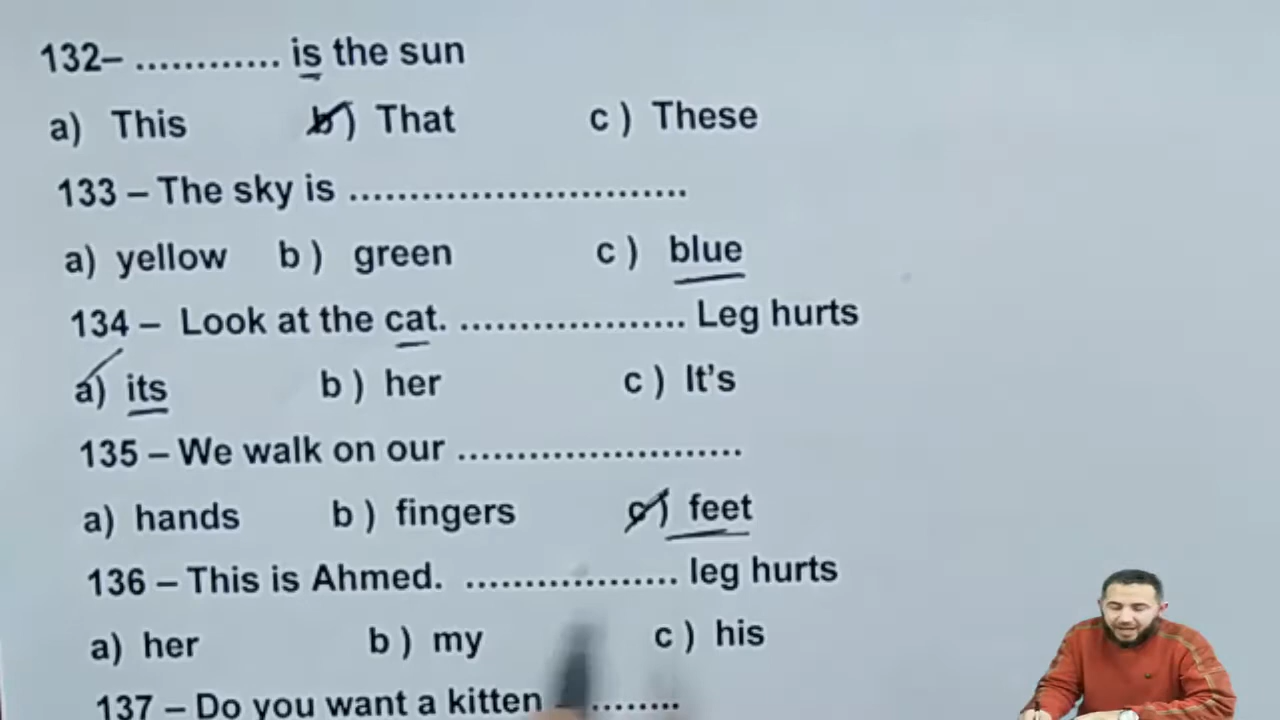 132– ............ is the sun
a) This b ) That c ) These
133 – The sky is .............................
a) yellow b ) green c ) blue
134 – Look at the cat. .................... Leg hurts
a) its b ) her c ) It's
135 – We walk on our .........................
a) hands b ) fingers c ) feet
136 – This is Ahmed. ................... leg hurts
a) her b ) my c ) his
137 – Do you want a kitten ........